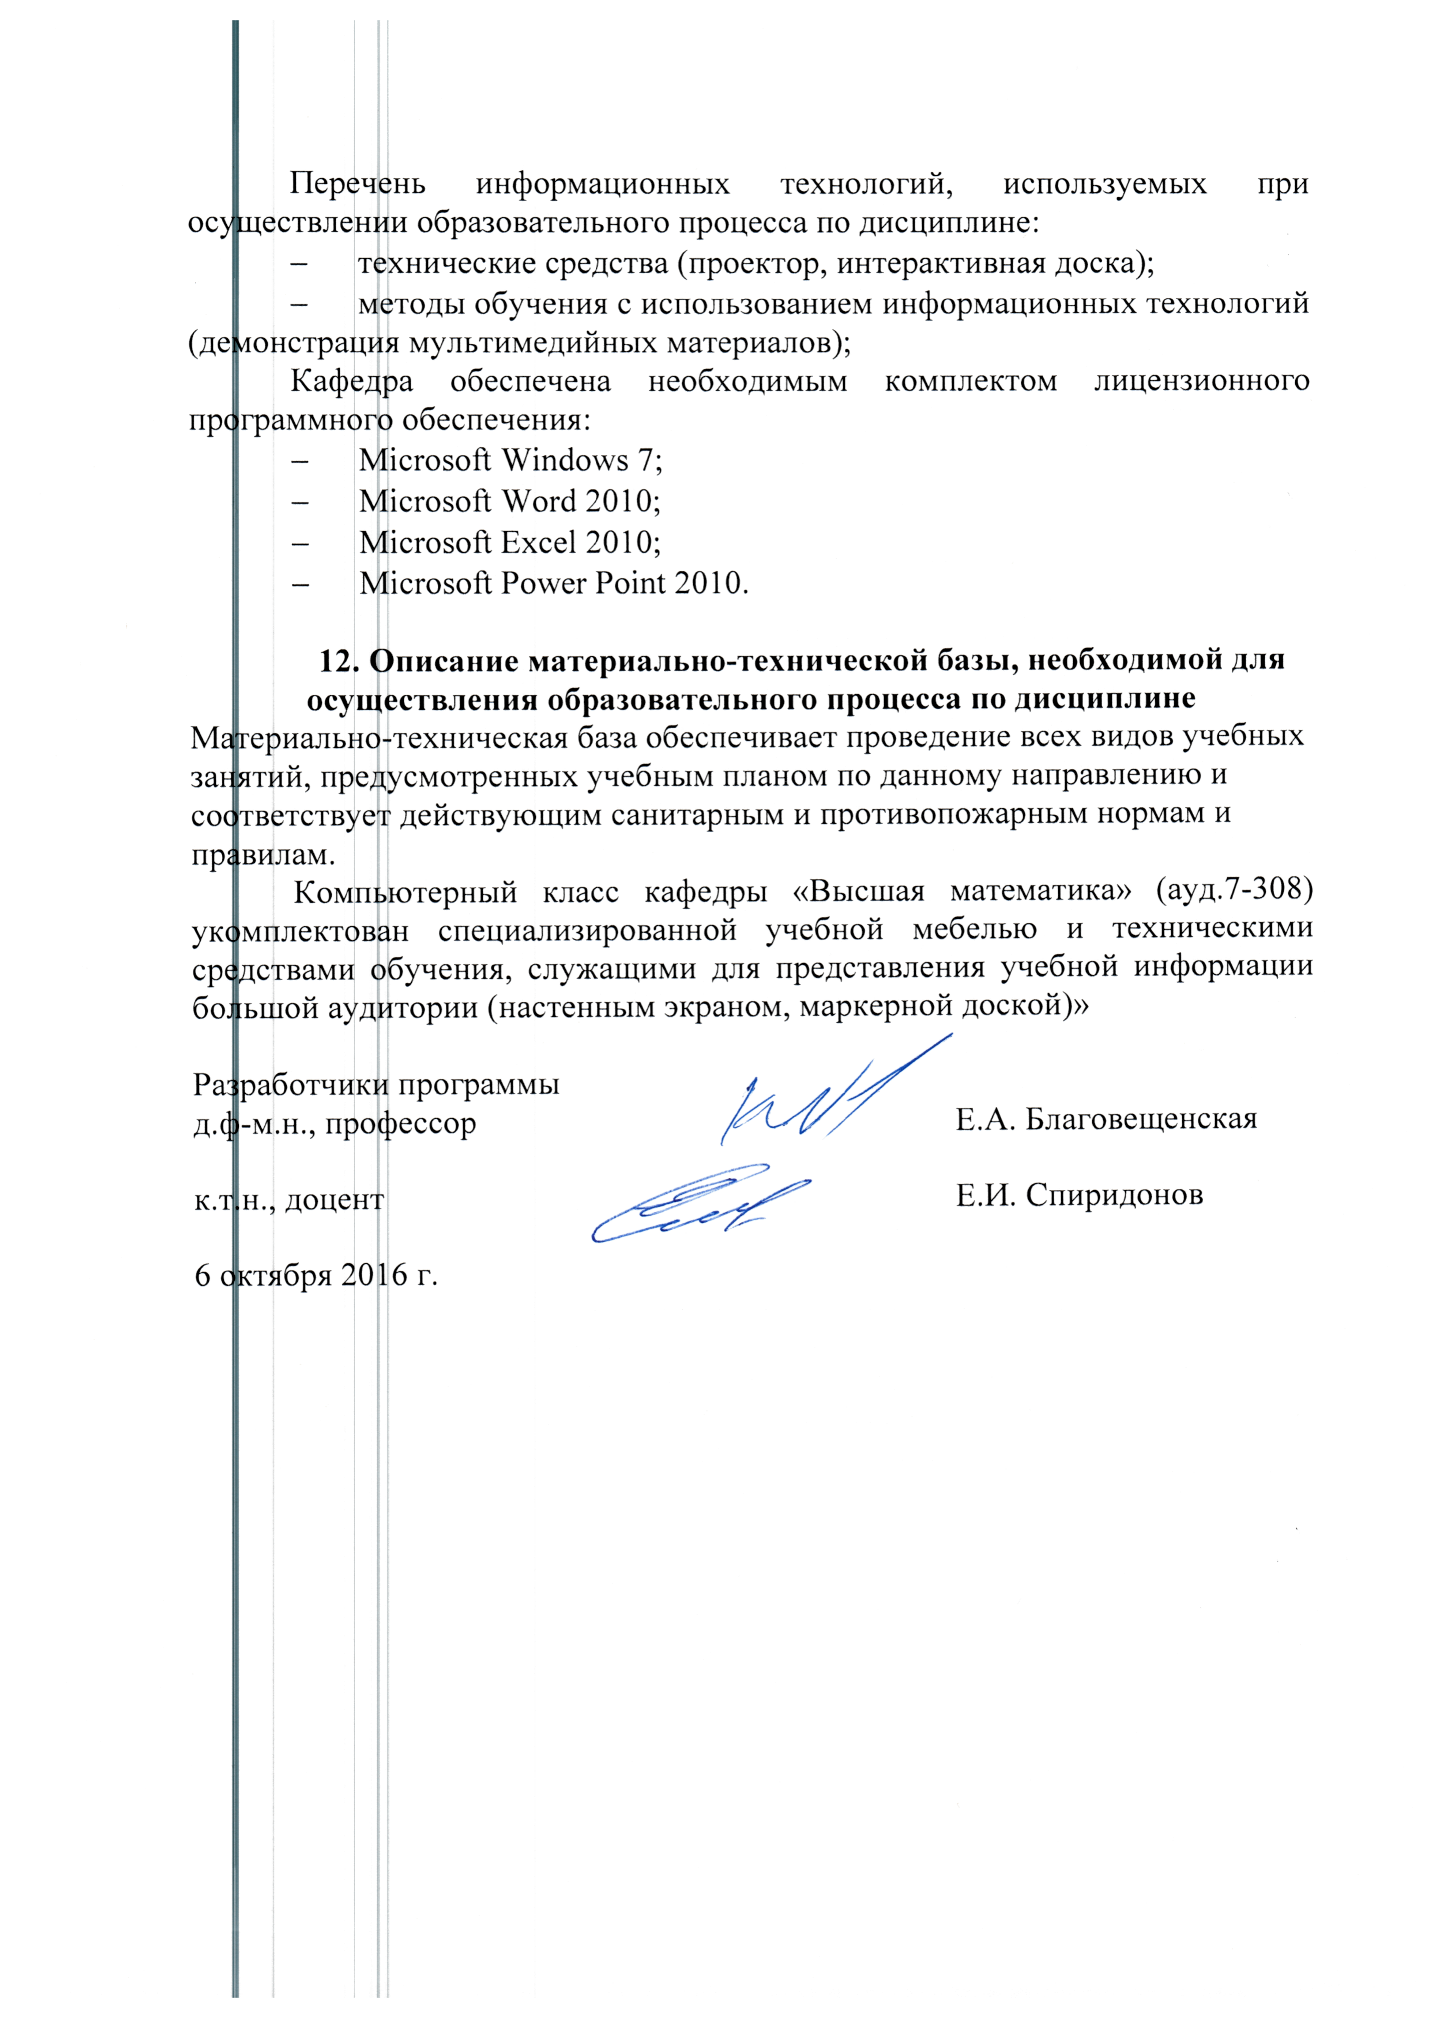 Перечень информационных технологий, используемых при
осуществлении образовательного процесса по дисциплине:
– технические средства (проектор, интерактивная доска);
– методы обучения с использованием информационных технологий
(демонстрация мультимедийных материалов);
Кафедра обеспечена необходимым комплектом лицензионного
программного обеспечения:
– Microsoft Windows 7;
– Microsoft Word 2010;
– Microsoft Excel 2010;
– Microsoft Power Point 2010.
12. Описание материально-технической базы, необходимой для
осуществления образовательного процесса по дисциплине
Материально-техническая база обеспечивает проведение всех видов учебных
занятий, предусмотренных учебным планом по данному направлению и
соответствует действующим санитарным и противопожарным нормам и
правилам.
Компьютерный класс кафедры «Высшая математика» (ауд.7-308)
укомплектован специализированной учебной мебелью и техническими
средствами обучения, служащими для представления учебной информации
большой аудитории (настенным экраном, маркерной доской)»
Разработчики программы
д.ф-м.н., профессор Е.А. Благовещенская
к.т.н., доцент Е.И. Спиридонов
6 октября 2016 г.